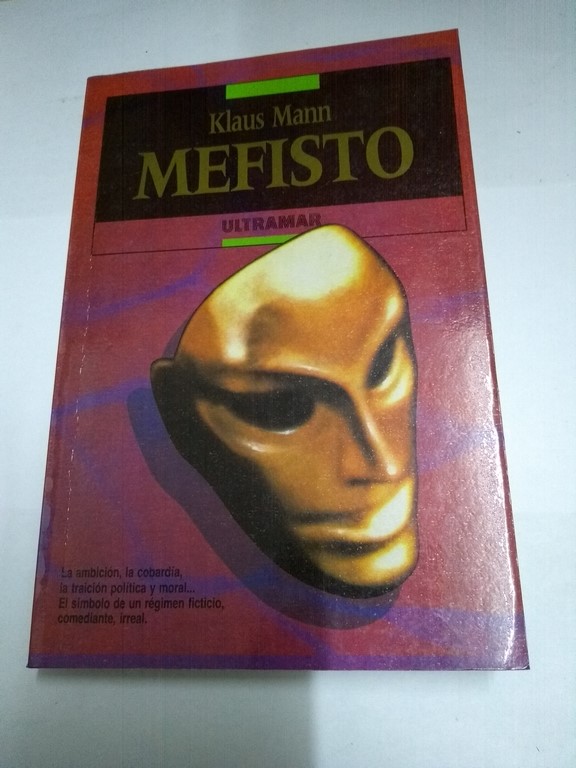 Klaus Mann
MEFISTO
ULTRAMAR
La ambición, la cobardía,
la traición política y moral...
El símbolo de un régimen ficticio,
comediante, irreal.